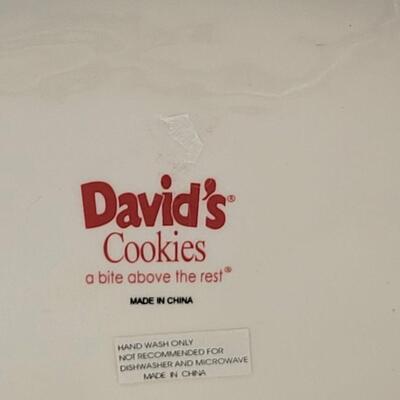 David's®
Cookies
a bite above the rest®
MADE IN CHINA
HAND WASH ONLY
NOT RECOMMENDED FOR
DISHWASHER AND MICROWAVE
MADE IN CHINA